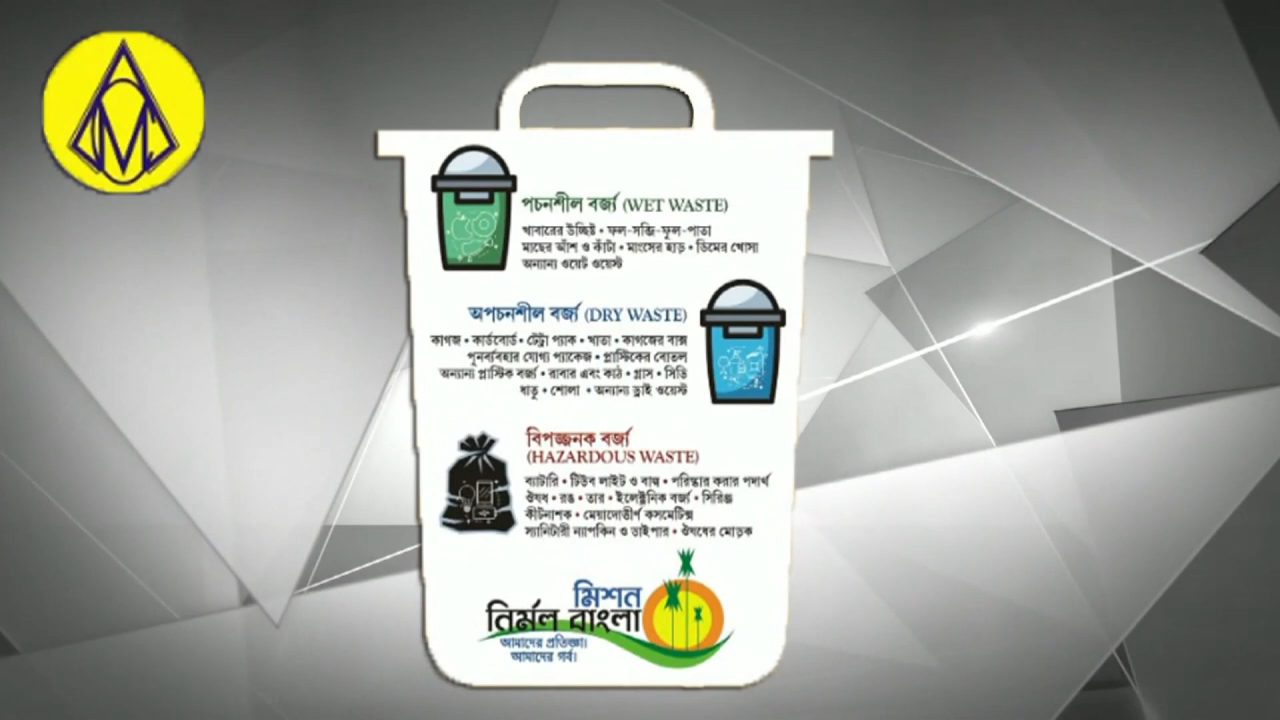 পচনশীল বর্জ্য (WET WASTE)
খাবারের উচ্ছিষ্ট • ফল-সব্জি-ফুল-পাতা
মাছের আঁশ ও কাঁটা • মাংসের হাড় • ডিমের খোসা
অন্যান্য ওয়েট ওয়েস্ট
অপচনশীল বর্জ্য (DRY WASTE)
কাগজ • কার্ডবোর্ড • টেট্রা প্যাক • খাতা • কাগজের বাক্স
পুনর্ব্যবহার যোগ্য প্যাকেজ • প্লাস্টিকের বোতল
অন্যান্য প্লাস্টিক বর্জ্য • রাবার এবং কাঠ • গ্লাস • সিডি
ধাতু • শোলা • অন্যান্য ড্রাই ওয়েস্ট
বিপজ্জনক বর্জ্য
(HAZARDOUS WASTE)
ব্যাটারি • টিউব লাইট ও বাল্ব • পরিষ্কার করার পদার্থ
ঔষধ • রঙ • তার • ইলেক্ট্রনিক বর্জ্য • সিরিঞ্জ
কীটনাশক • মেয়াদোত্তীর্ণ কসমেটিক্স
স্যানিটারী ন্যাপকিন ও ডাইপার • ঔষধের মোড়ক
মিশন
নির্মল বাংলা
আমাদের প্রতিজ্ঞা।
আমাদের গর্ব।